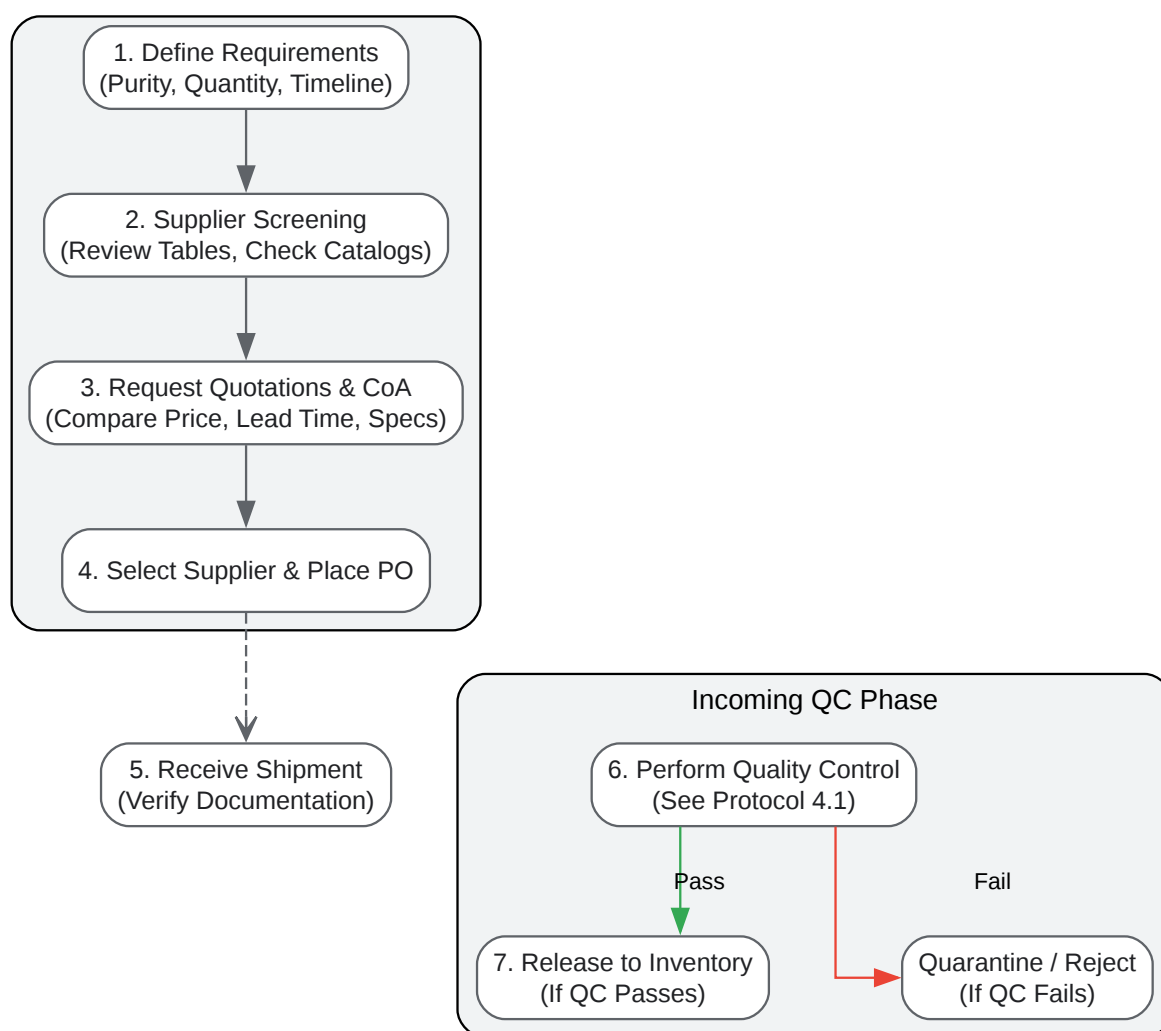 1. Define Requirements
(Purity, Quantity, Timeline)
2. Supplier Screening
(Review Tables, Check Catalogs)
3. Request Quotations & CoA
(Compare Price, Lead Time, Specs)
4. Select Supplier & Place PO
5. Receive Shipment
(Verify Documentation)
Incoming QC Phase
6. Perform Quality Control
(See Protocol 4.1)
Pass
Fail
7. Release to Inventory
(If QC Passes)
Quarantine / Reject
(If QC Fails)